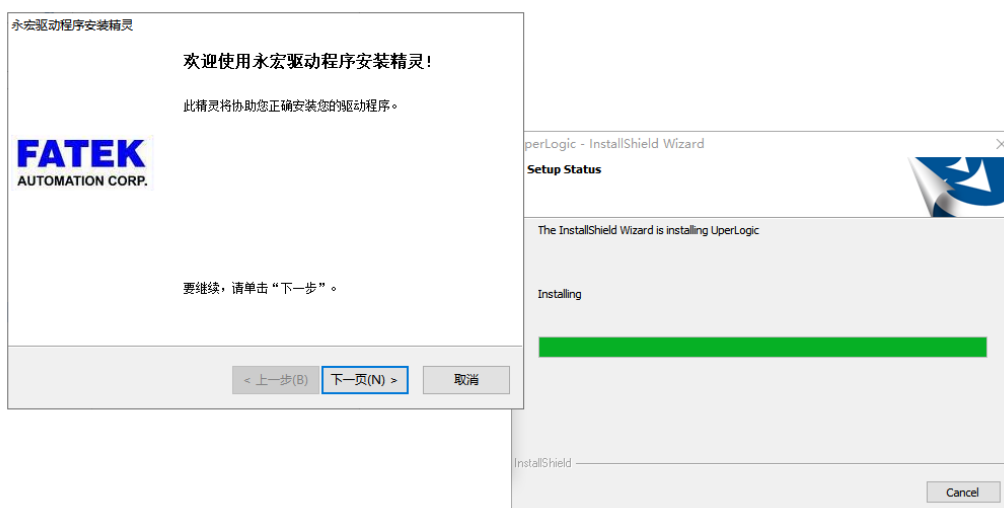 永宏驱动程序安装精灵
欢迎使用永宏驱动程序安装精灵!
此精灵将协助您正确安装您的驱动程序。
FATEK
AUTOMATION CORP.
要继续，请单击“下一步”。
< 上一步(B)
下一页(N) >
取消
perLogic - InstallShield Wizard
Setup Status
The InstallShield Wizard is installing UperLogic
Installing
InstallShield
Cancel